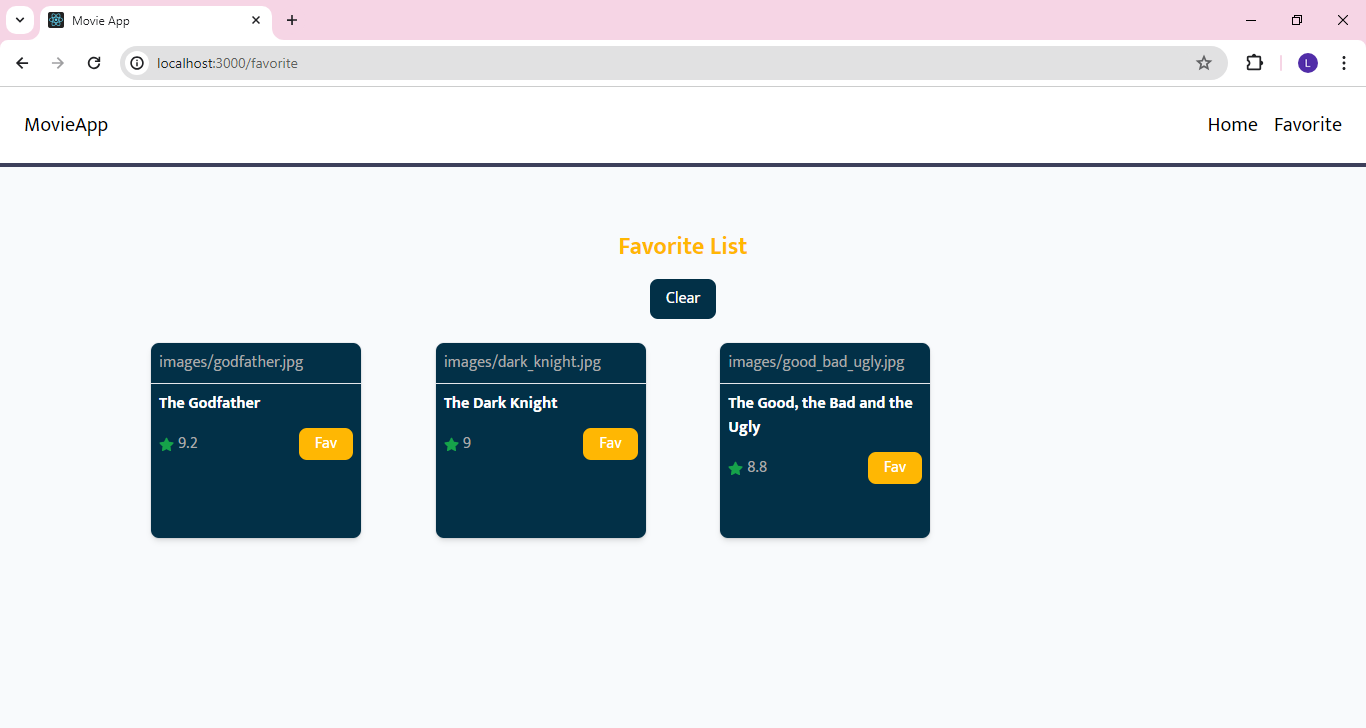 Movie App
localhost:3000/favorite
L
MovieApp
Home Favorite
Favorite List
Clear
images/godfather.jpg
The Godfather
9.2 Fav
images/dark_knight.jpg
The Dark Knight
9 Fav
images/good_bad_ugly.jpg
The Good, the Bad and the
Ugly
8.8 Fav